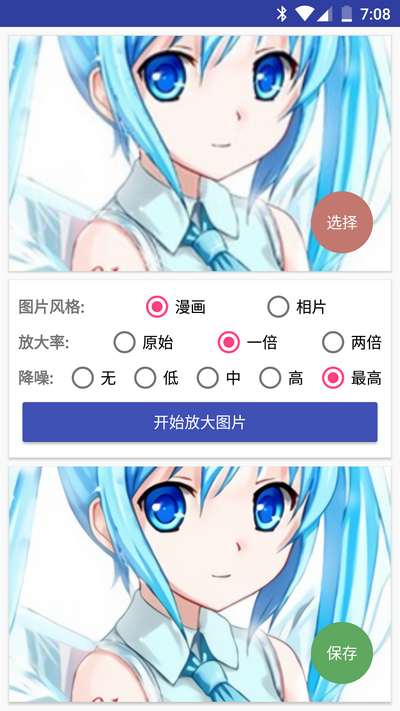 7:08
选择
图片风格: 漫画 相片
放大率: 原始 一倍 两倍
降噪: 无 低 中 高 最高
开始放大图片
保存